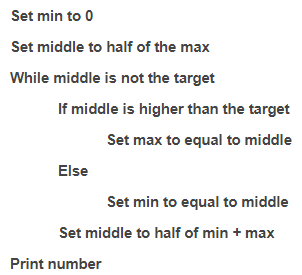 Set min to 0
Set middle to half of the max
While middle is not the target
If middle is higher than the target
Set max to equal to middle
Else
Set min to equal to middle
Set middle to half of min + max
Print number